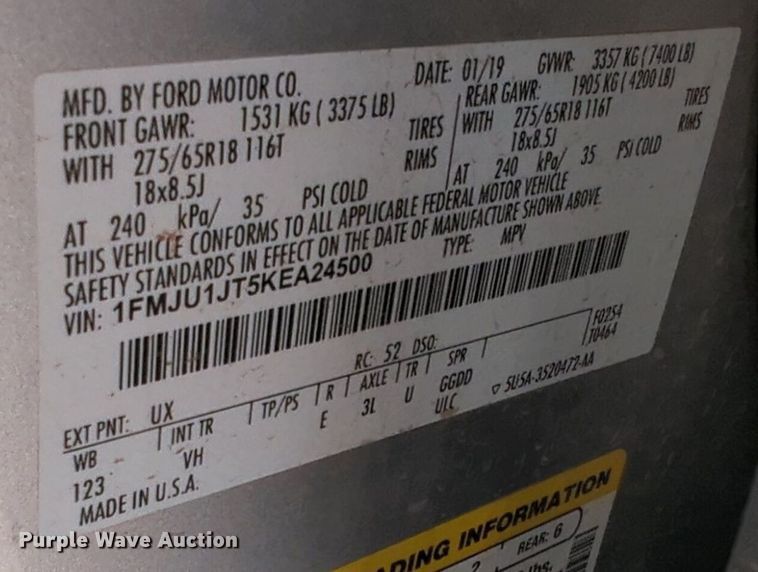 MFD. BY FORD MOTOR CO. DATE: 01/19 GVWR: 3357 KG ( 7400 LB)
FRONT GAWR: 1531 KG ( 3375 LB) REAR GAWR: 1905 KG ( 4200 LB)
WITH 275/65R18 116T TIRES WITH 275/65R18 116T TIRES
18x8.5J RIMS 18x8.5J RIMS
AT 240 kPa/ 35 PSI COLD AT 240 kPa/ 35 PSI COLD
THIS VEHICLE CONFORMS TO ALL APPLICABLE FEDERAL MOTOR VEHICLE
SAFETY STANDARDS IN EFFECT ON THE DATE OF MANUFACTURE SHOWN ABOVE.
VIN: 1FMJU1JT5KEA24500 TYPE: MPV
F0254
T0464
EXT PNT: UX RC: 52 DSO:
WB INT TR TP/PS R AXLE TR SPR
123 VH E 3L U GGDD
ULC
5U5A-3520472-AA
MADE IN U.S.A.
ADING INFORMATION
2 REAR: 6
lbs.
Purple Wave Auction